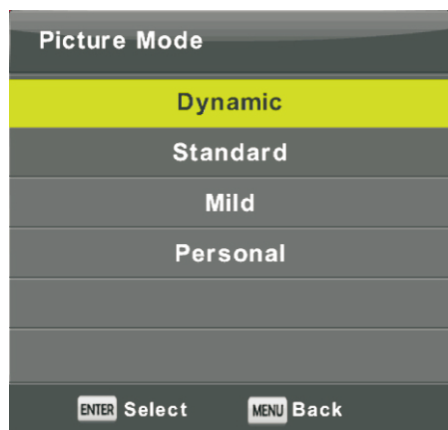 Picture Mode
Dynamic
Standard
Mild
Personal
ENTER Select MENU Back